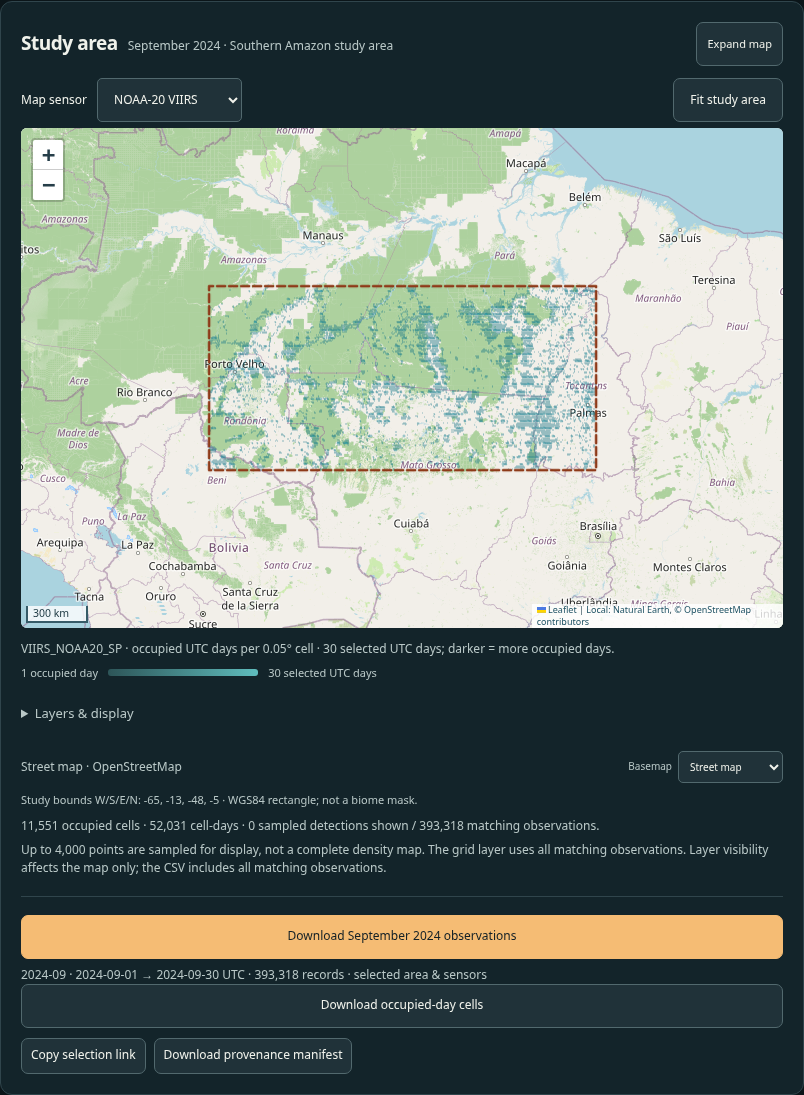 Study area September 2024 · Southern Amazon study area
Expand map
Map sensor NOAA-20 VIIRS
Fit study area
+
−
Roraima
Amapá
Macapá
Belém
Amazonas
Manaus
São Luís
itos
Amazonas
Pará
Teresina
Maranhão
Piauí
Porto Velho
Acre
Rio Branco
Tocantins
Palmas
Rondônia
Madre de
Dios
Mato Grosso
Cusco
Beni
Bahia
Puno
La Paz
Cuiabá
Brasília
Arequipa
La Paz
Bolivia
Goiás
Cochabamba
Santa Cruz
Goiânia
Montes Claros
Tacna
Oruro
Santa Cruz
de la Sierra
Uberlândia
Minas Gerais
300 km
Sucre
Leaflet | Local: Natural Earth, © OpenStreetMap
contributors
Linha
VIIRS_NOAA20_SP · occupied UTC days per 0.05° cell · 30 selected UTC days; darker = more occupied days.
1 occupied day 30 selected UTC days
Layers & display
Street map · OpenStreetMap
Basemap Street map
Study bounds W/S/E/N: -65, -13, -48, -5 · WGS84 rectangle; not a biome mask.
11,551 occupied cells · 52,031 cell-days · 0 sampled detections shown / 393,318 matching observations.
Up to 4,000 points are sampled for display, not a complete density map. The grid layer uses all matching observations. Layer visibility
affects the map only; the CSV includes all matching observations.
Download September 2024 observations
2024-09 · 2024-09-01 → 2024-09-30 UTC · 393,318 records · selected area & sensors
Download occupied-day cells
Copy selection link
Download provenance manifest